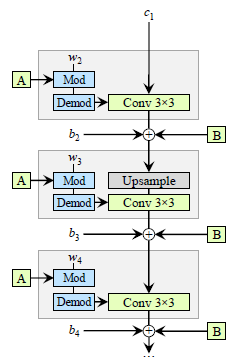 c₁
w₂
A Mod
Demod Conv 3×3
b₂ + B
w₃
A Mod Upsample
Demod Conv 3×3
b₃ + B
w₄
A Mod
Demod Conv 3×3
b₄ + B